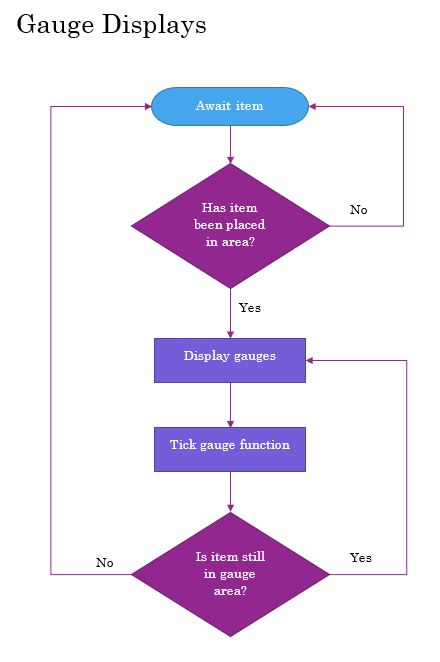 Gauge Displays
Await item
Has item
been placed
in area?
No
Yes
Display gauges
Tick gauge function
Is item still
in gauge
area?
No
Yes